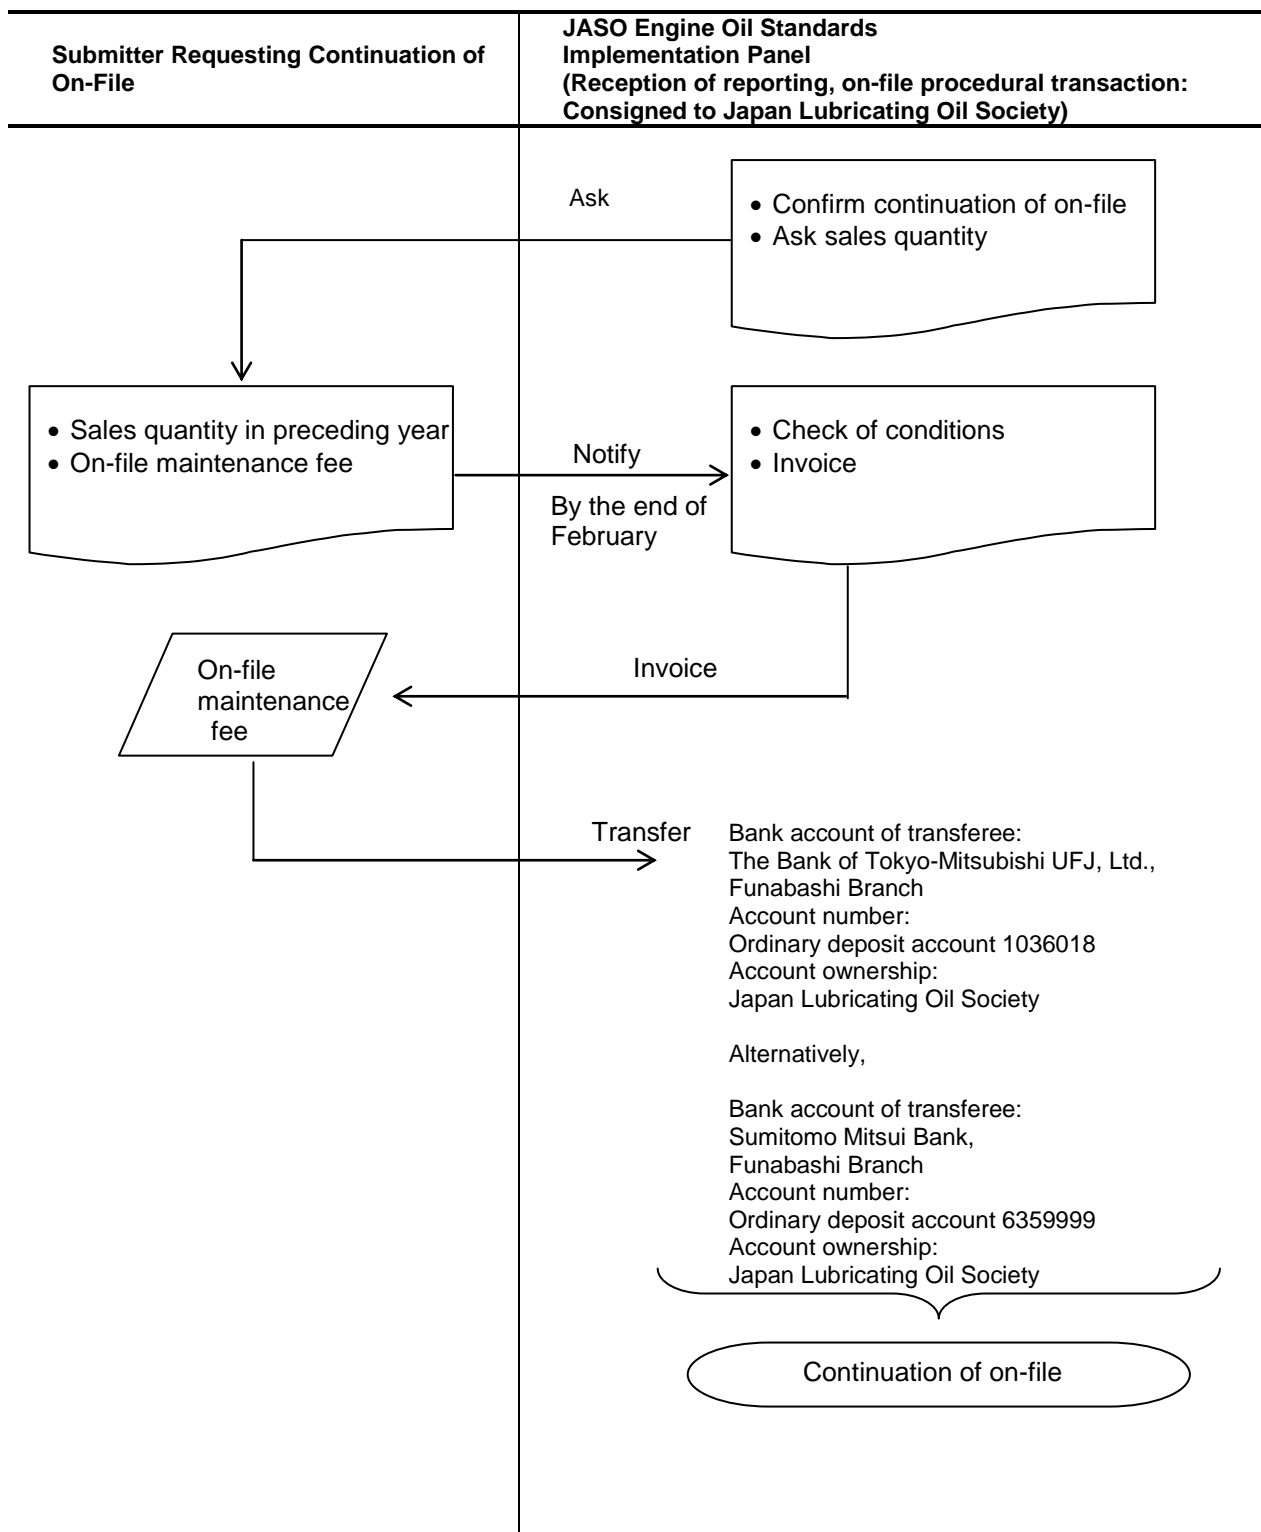 Submitter Requesting Continuation of
On-File
JASO Engine Oil Standards
Implementation Panel
(Reception of reporting, on-file procedural transaction:
Consigned to Japan Lubricating Oil Society)
Ask
• Confirm continuation of on-file
• Ask sales quantity
• Sales quantity in preceding year
• On-file maintenance fee
Notify
By the end of
February
• Check of conditions
• Invoice
On-file
maintenance
fee
Invoice
Transfer
Bank account of transferee:
The Bank of Tokyo-Mitsubishi UFJ, Ltd.,
Funabashi Branch
Account number:
Ordinary deposit account 1036018
Account ownership:
Japan Lubricating Oil Society
Alternatively,
Bank account of transferee:
Sumitomo Mitsui Bank,
Funabashi Branch
Account number:
Ordinary deposit account 6359999
Account ownership:
Japan Lubricating Oil Society
Continuation of on-file